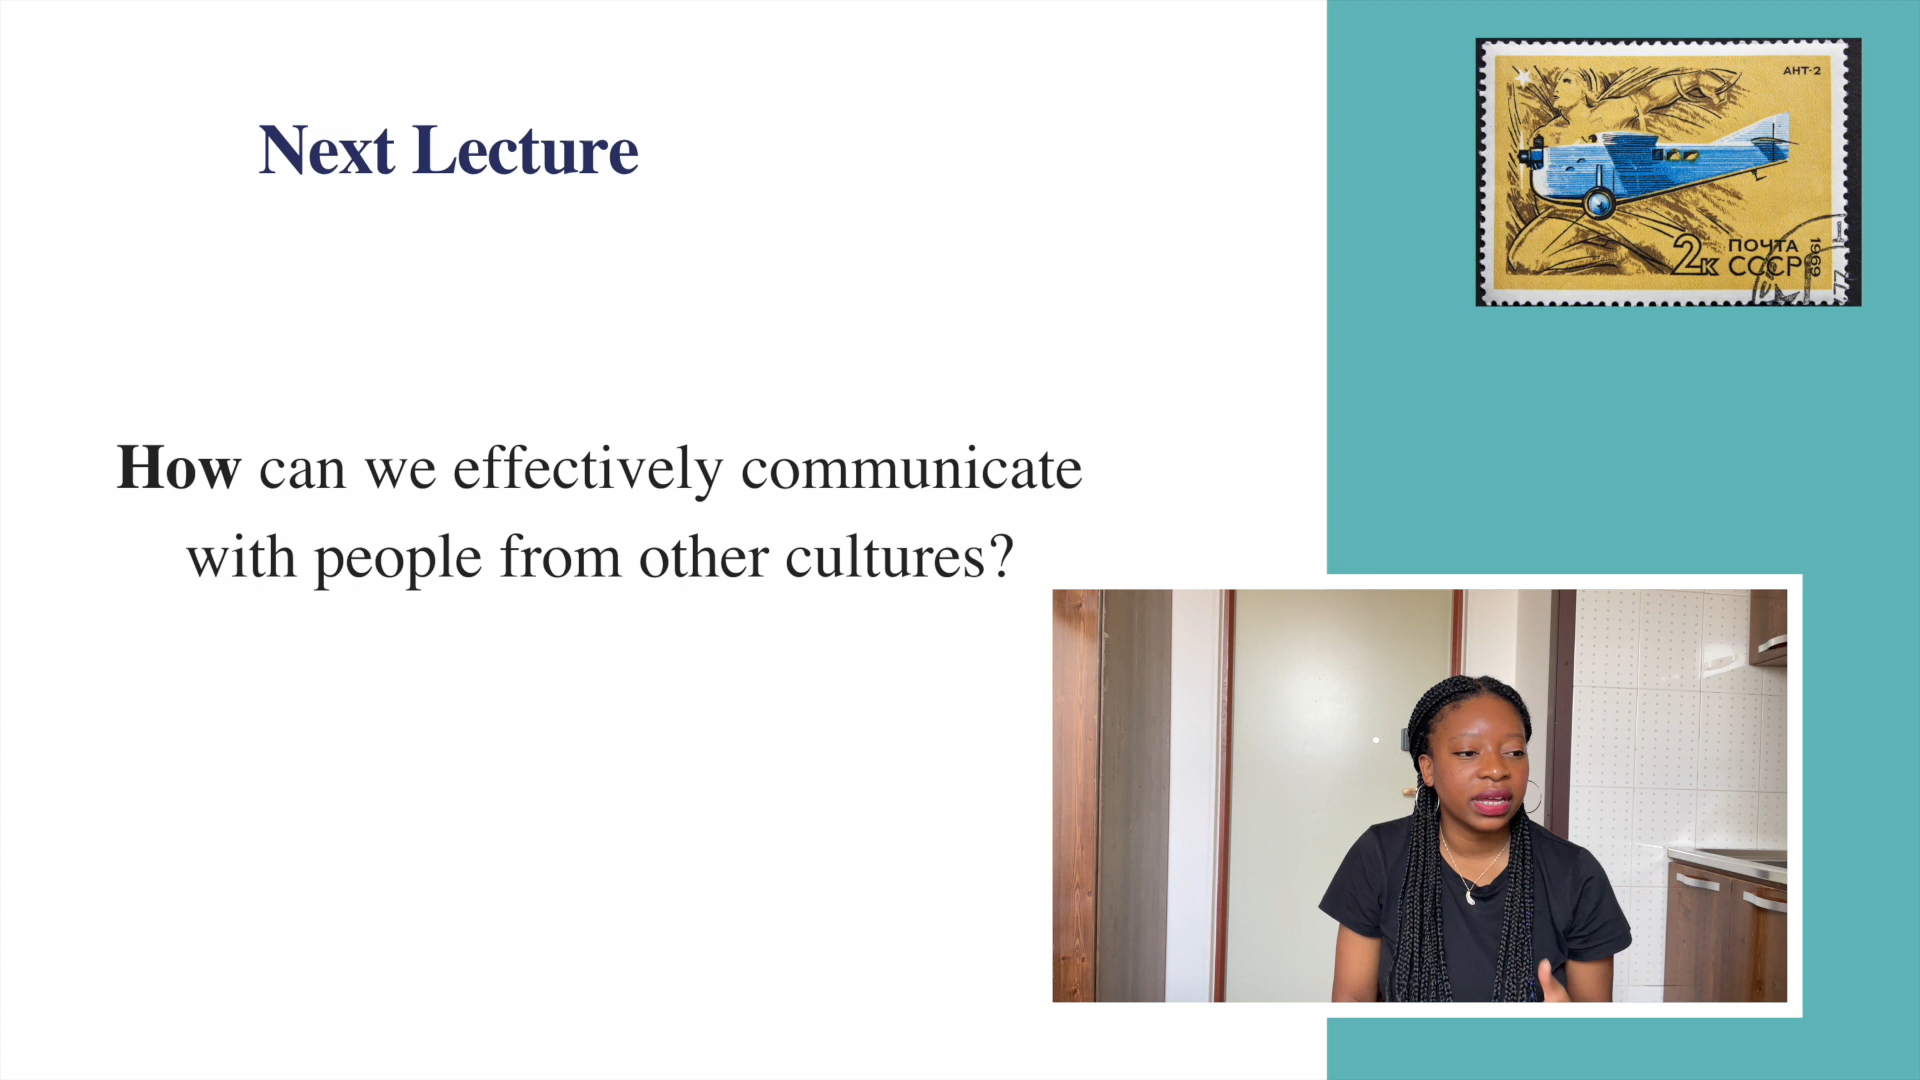 Next Lecture
How can we effectively communicate
with people from other cultures?
АНТ-2
2к ПОЧТА
СССР
1969